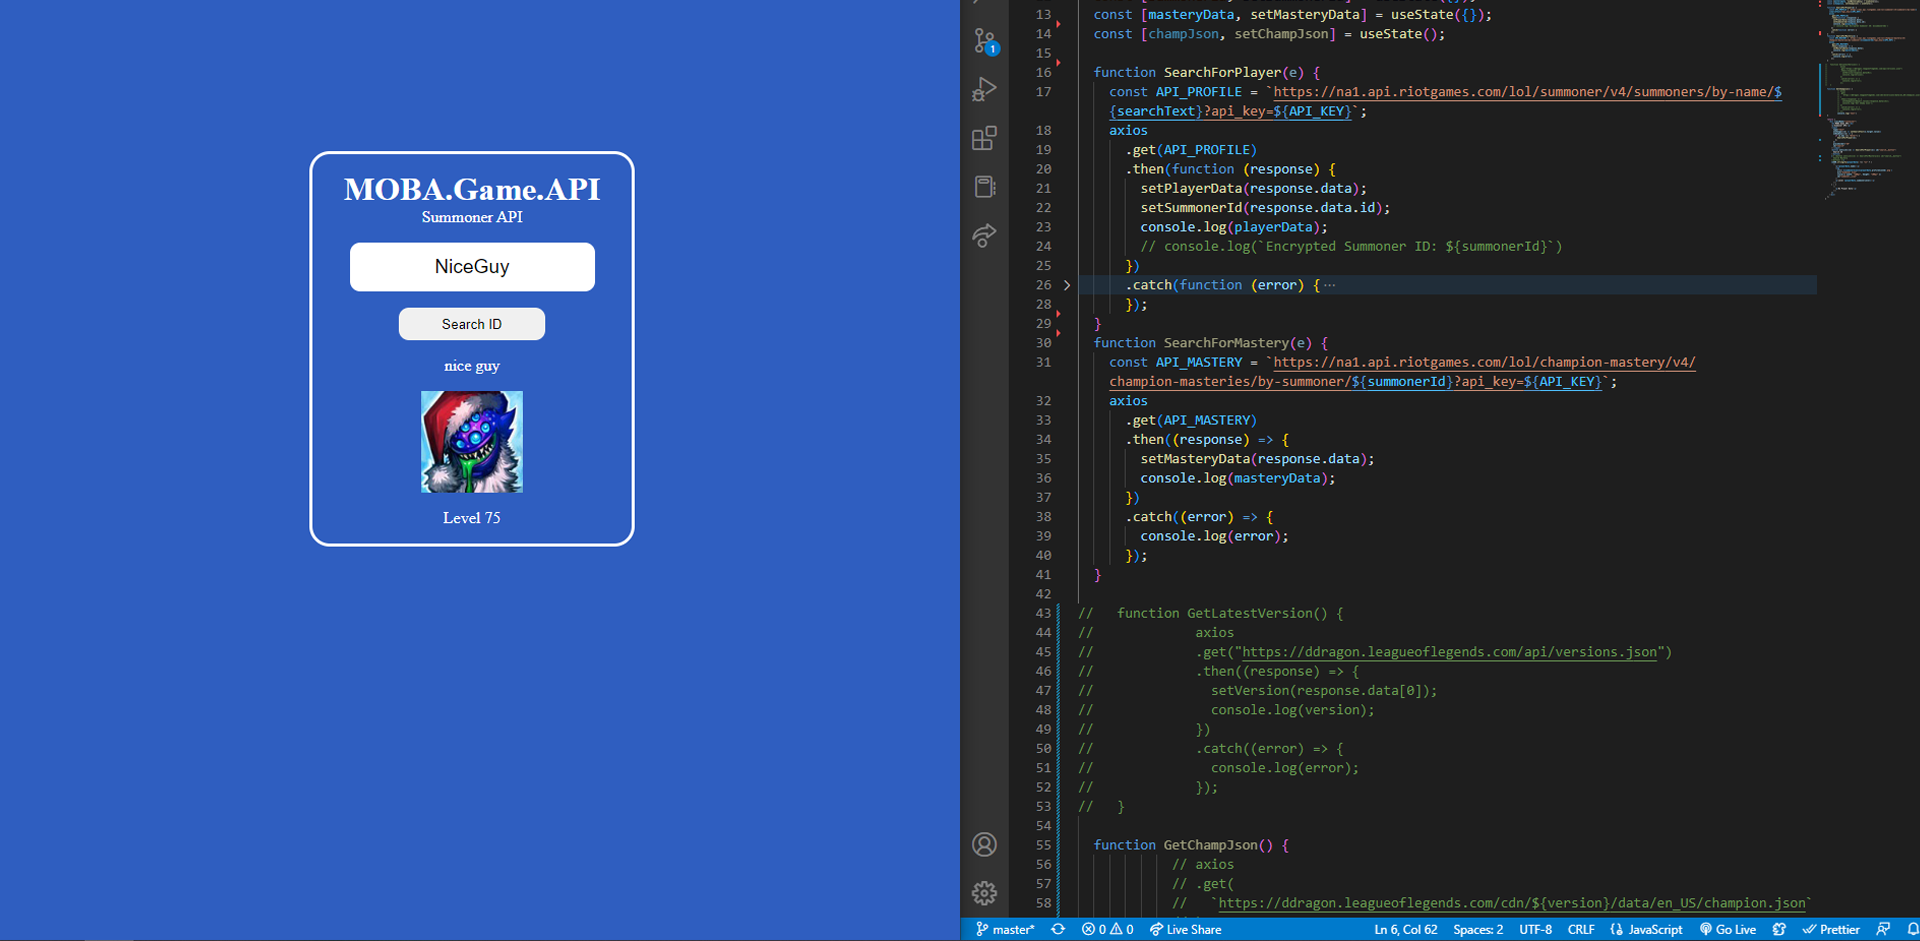 MOBA.Game.API
Summoner API
NiceGuy
Search ID
nice guy
Level 75
1
13 const [masteryData, setMasteryData] = useState({});
14 const [champJson, setChampJson] = useState();
15
16 function SearchForPlayer(e) {
17 const API_PROFILE = `https://na1.api.riotgames.com/lol/summoner/v4/summoners/by-name/$
{searchText}?api_key=${API_KEY}`;
18 axios
19 .get(API_PROFILE)
20 .then(function (response) {
21 setPlayerData(response.data);
22 setSummonerId(response.data.id);
23 console.log(playerData);
24 // console.log(`Encrypted Summoner ID: ${summonerId}`)
25 })
26 .catch(function (error) { ···
28 });
29 }
30 function SearchForMastery(e) {
31 const API_MASTERY = `https://na1.api.riotgames.com/lol/champion-mastery/v4/
champion-masteries/by-summoner/${summonerId}?api_key=${API_KEY}`;
32 axios
33 .get(API_MASTERY)
34 .then((response) => {
35 setMasteryData(response.data);
36 console.log(masteryData);
37 })
38 .catch((error) => {
39 console.log(error);
40 });
41 }
42
43 // function GetLatestVersion() {
44 // axios
45 // .get("https://ddragon.leagueoflegends.com/api/versions.json")
46 // .then((response) => {
47 // setVersion(response.data[0]);
48 // console.log(version);
49 // })
50 // .catch((error) => {
51 // console.log(error);
52 // });
53 // }
54
55 function GetChampJson() {
56 // axios
57 // .get(
58 // `https://ddragon.leagueoflegends.com/cdn/${version}/data/en_US/champion.json`
master* 0 0 Live Share Ln 6, Col 62 Spaces: 2 UTF-8 CRLF JavaScript Go Live Prettier